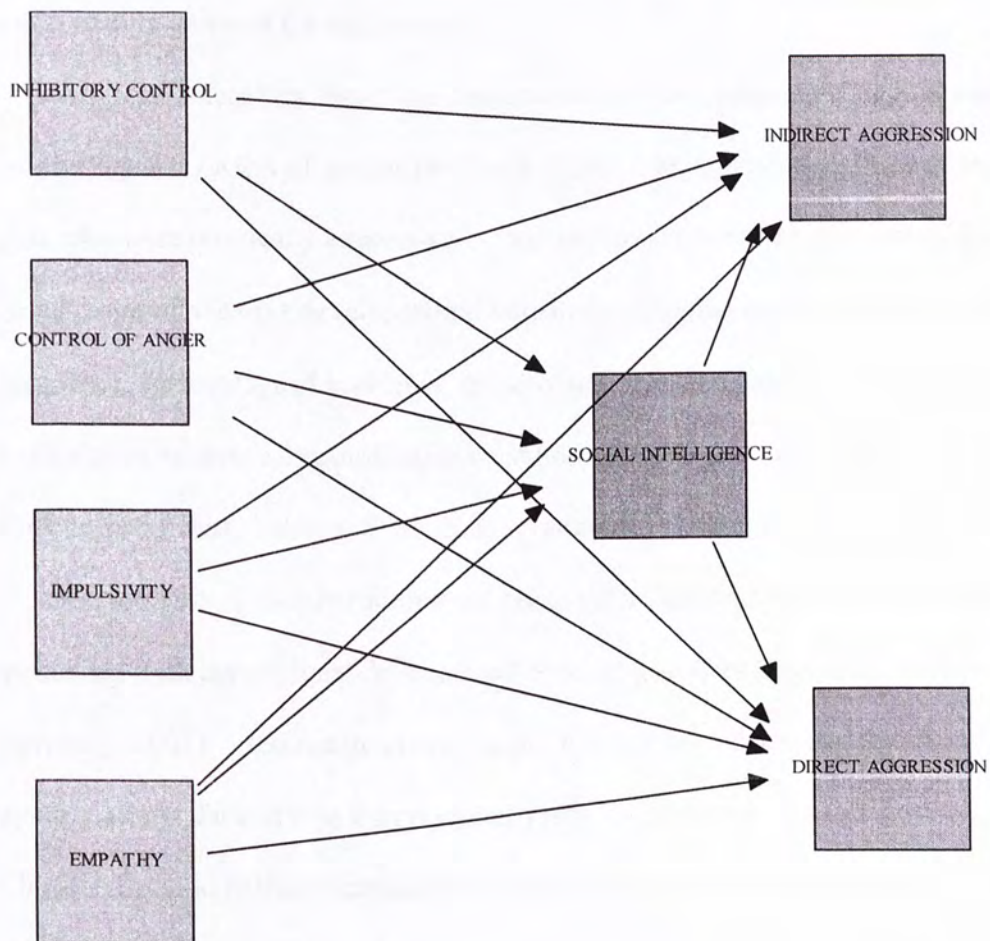 INHIBITORY CONTROL
INDIRECT AGGRESSION
CONTROL OF ANGER
SOCIAL INTELLIGENCE
IMPULSIVITY
DIRECT AGGRESSION
EMPATHY